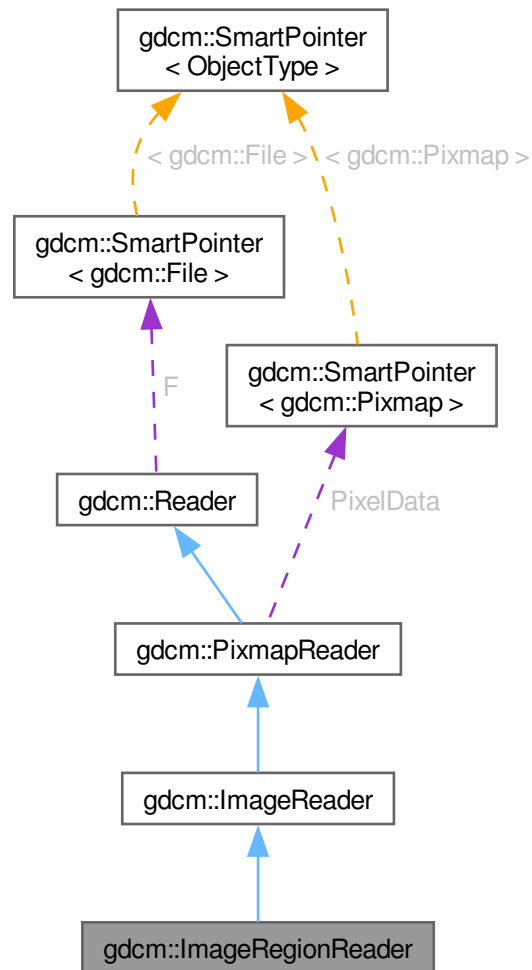 gdcm::SmartPointer
< ObjectType >
< gdcm::File >
< gdcm::Pixmap >
gdcm::SmartPointer
< gdcm::File >
gdcm::SmartPointer
< gdcm::Pixmap >
F
gdcm::Reader
PixelData
gdcm::PixmapReader
gdcm::ImageReader
gdcm::ImageRegionReader